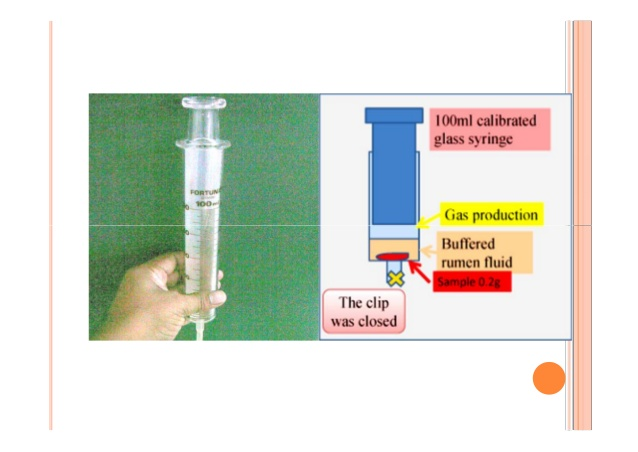 FORTUNA
100
100ml calibrated
glass syringe
Gas production
Buffered
rumen fluid
Sample 0.2g
The clip
was closed